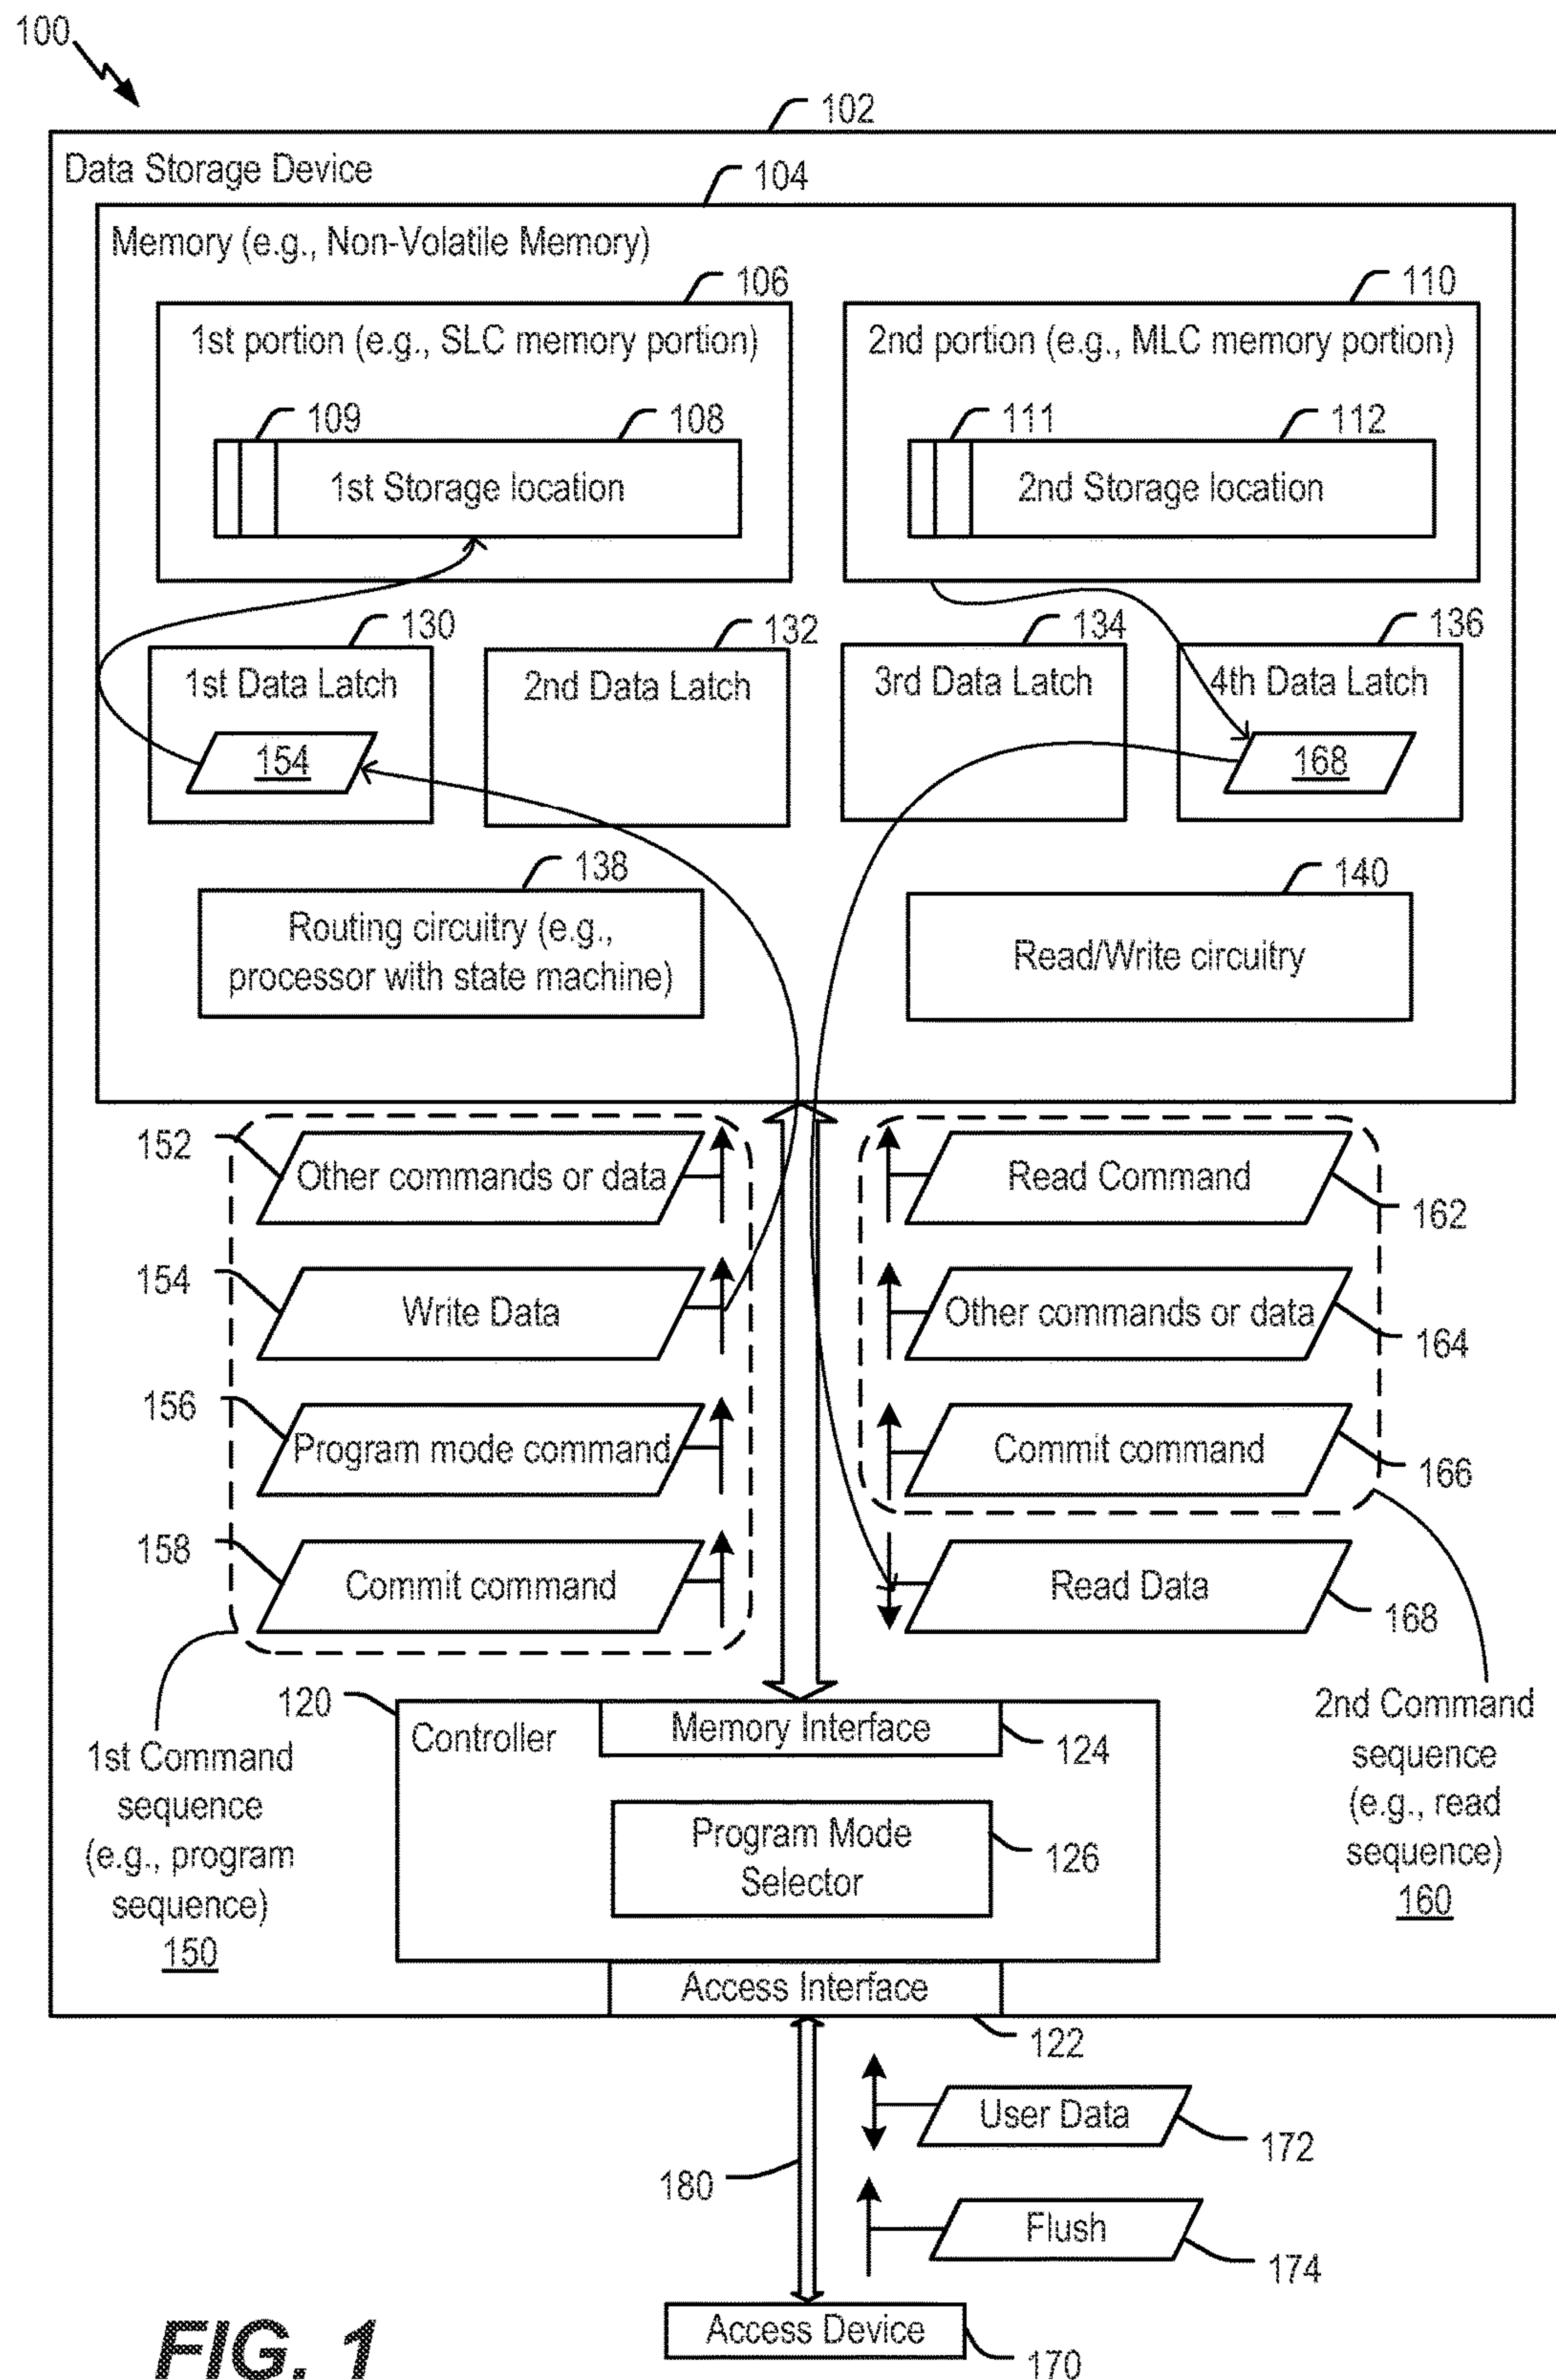 100
102
Data Storage Device
104
Memory (e.g., Non-Volatile Memory)
106
110
1st portion (e.g., SLC memory portion)
2nd portion (e.g., MLC memory portion)
109
108
111
112
1st Storage location
2nd Storage location
130
132
134
136
1st Data Latch
2nd Data Latch
3rd Data Latch
4th Data Latch
154
168
138
140
Routing circuitry (e.g.,
processor with state machine)
Read/Write circuitry
152
Other commands or data
Read Command
162
154
Write Data
Other commands or data
164
156
Program mode command
Commit command
166
158
Commit command
Read Data
168
120
Controller
Memory Interface
124
1st Command
sequence
(e.g., program
sequence)
150
2nd Command
sequence
(e.g., read
sequence)
160
Program Mode
Selector
126
Access Interface
122
User Data
172
180
Flush
174
Access Device
170
FIG. 1